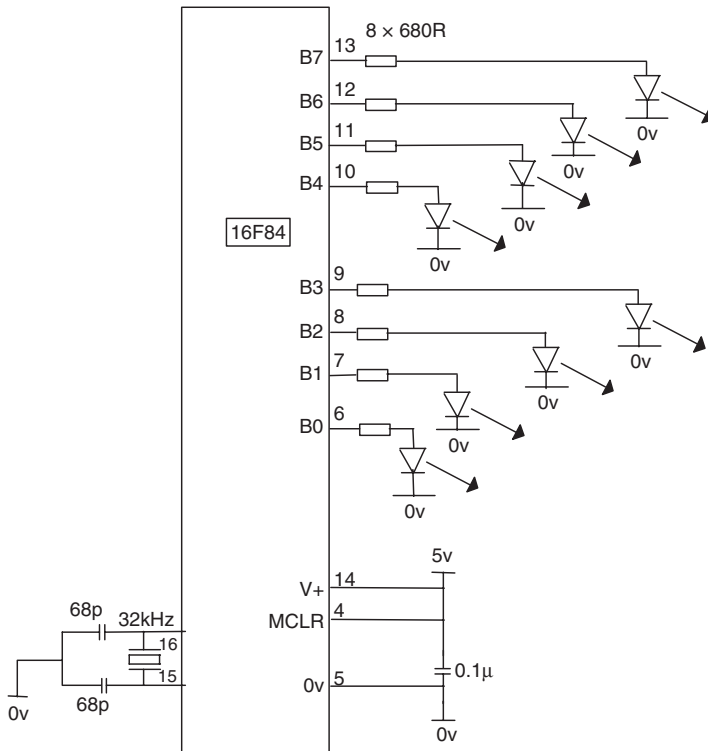 8 × 680R
B7 13
B6 12
B5 11
B4 10
0v
0v
0v
0v
16F84
B3 9
B2 8
B1 7
B0 6
0v
0v
0v
0v
5v
V+ 14
MCLR 4
68p 32kHz
16
15
0v 5
0.1µ
68p
0v
0v